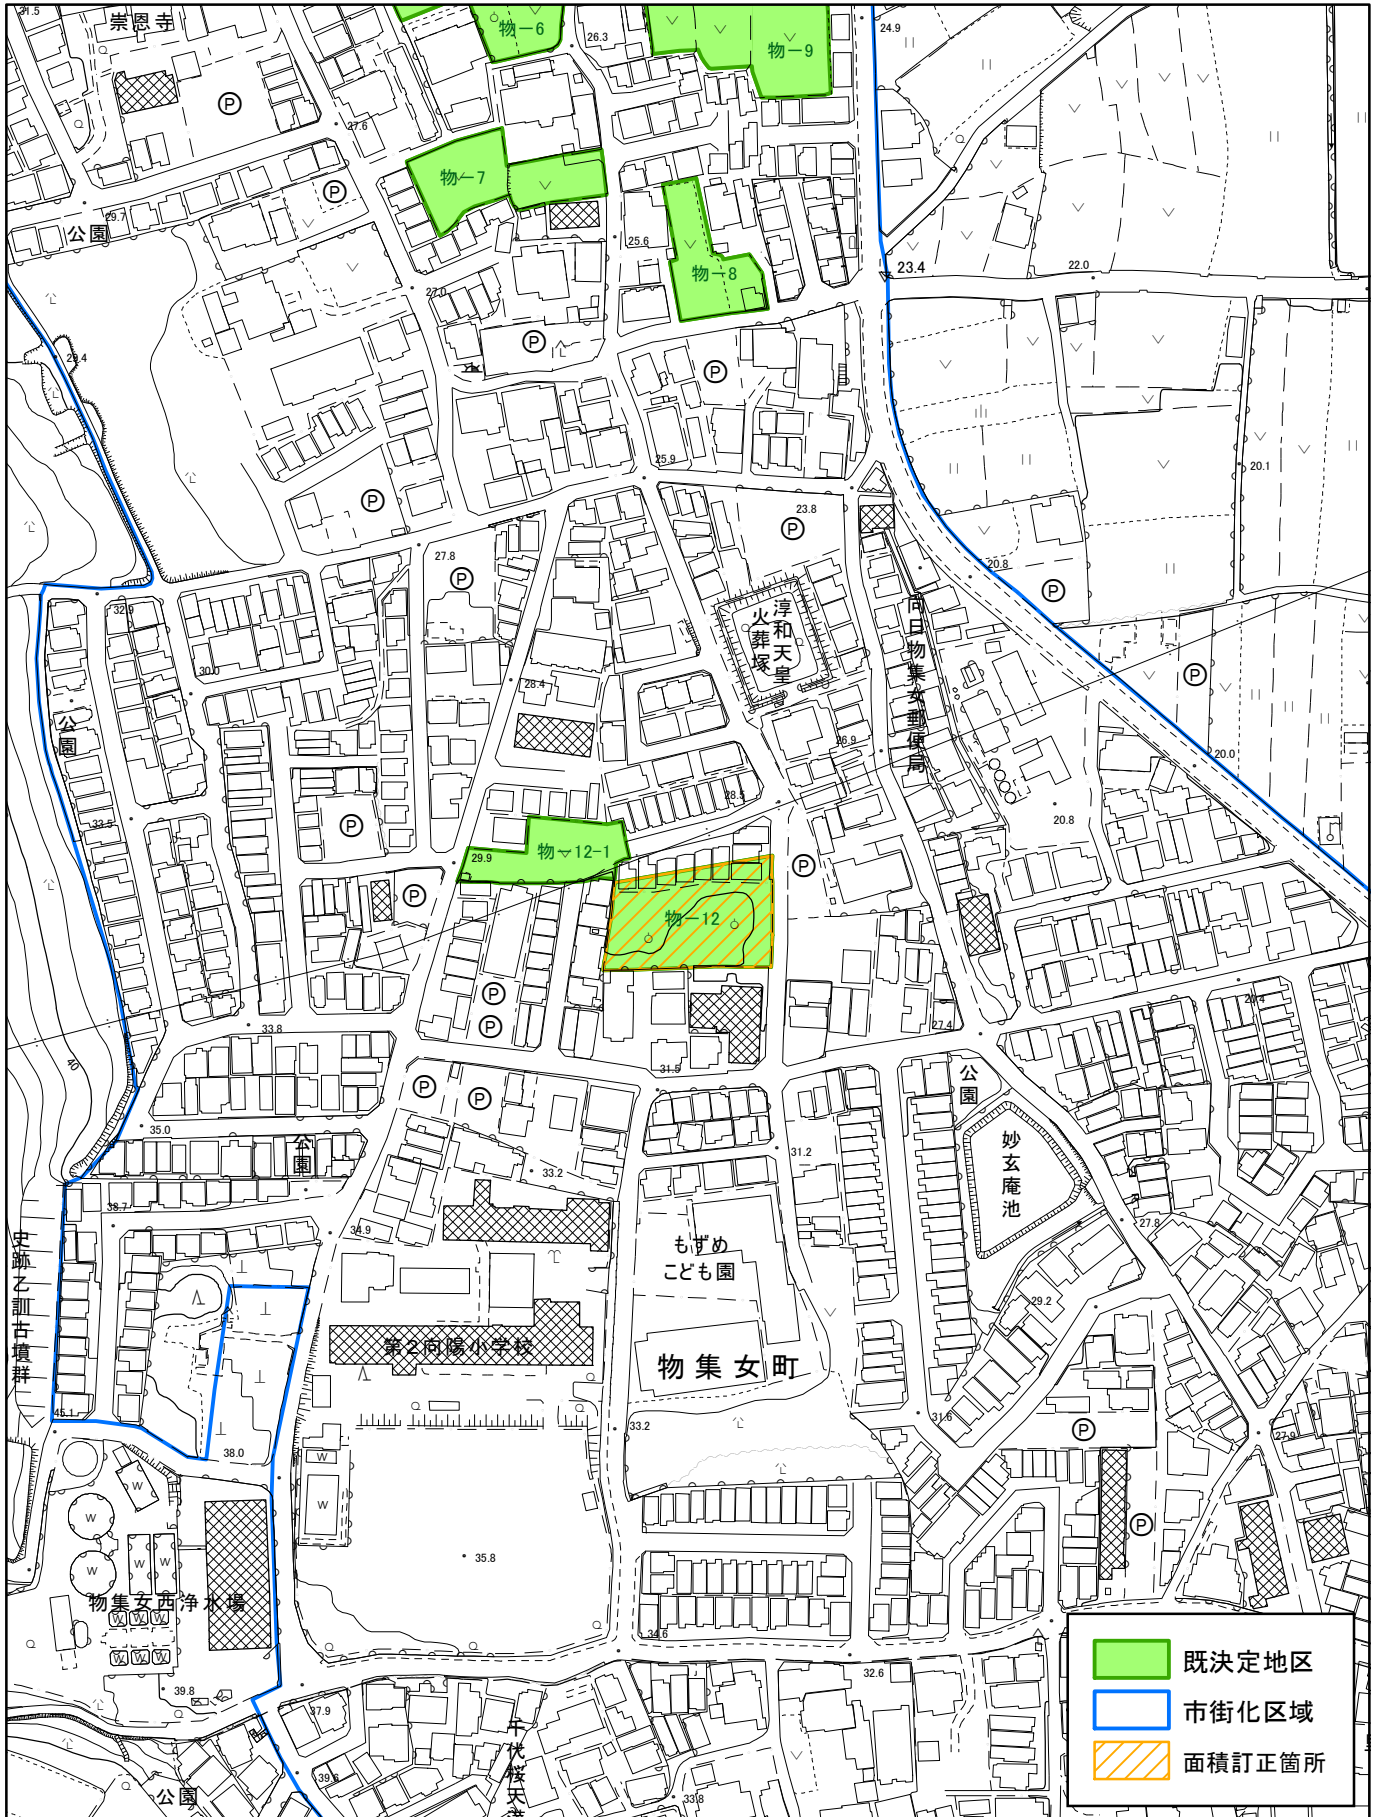 31.5
崇恩寺
物-6
26.3
物-9
24.9
P
27.6
物-7
P
29.7
公園
25.6
物-8
23.4
22.0
27.0
29.4
P
P
25.9
20.1
P
23.8
P
27.8
P
20.8
P
32.9
淳和天皇
火葬塚
向日物集女郵便局
30.0
28.4
P
公園
26.9
20.0
28.5
33.5
P
20.8
29.9
物-12-1
P
P
物-12
P
P
33.8
27.4
20.4
40
31.5
P
P
公園
35.0
公園
妙玄庵池
31.2
33.2
38.7
34.9
27.8
史跡乙訓古墳群
もずめ
こども園
29.2
第2向陽小学校
物集女町
45.1
31.6
33.2
P
27.9
38.0
W
W
W
W
P
W
W
W
35.8
物集女西浄水場
W W W
W W W
34.6
32.6
39.8
37.9
39.6
千代桜天
公園
33.8
既決定地区
市街化区域
面積訂正箇所